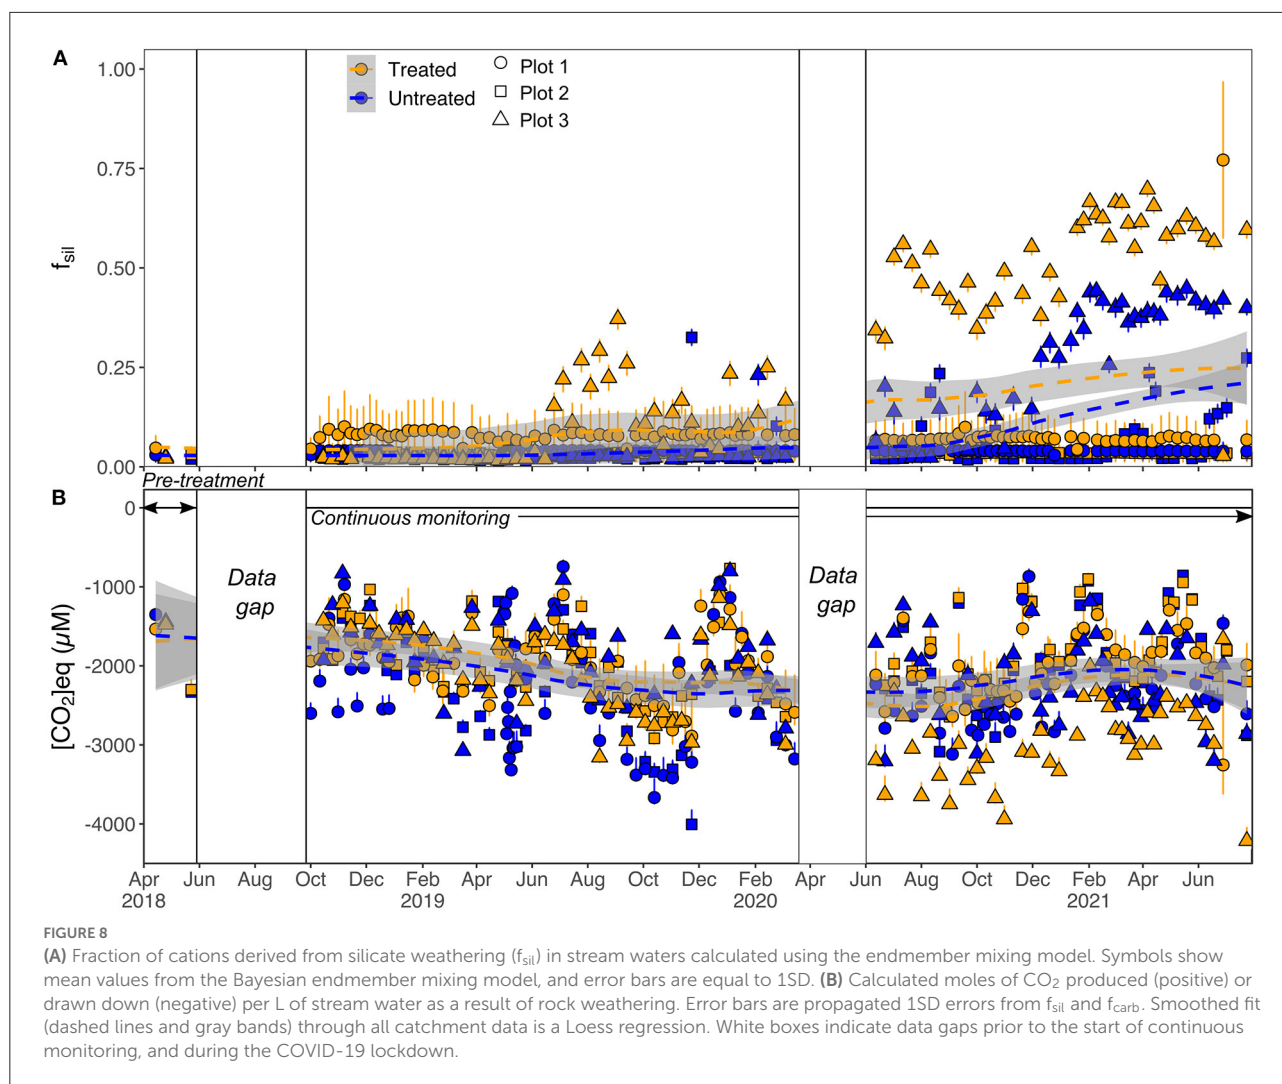 A
1.00
0.75
0.50
0.25
0.00
fsil
Treated
Untreated
Plot 1
Plot 2
Plot 3
Pre-treatment
B
0
-1000
-2000
-3000
-4000
[CO2]eq (µM)
Continuous monitoring
Data
gap
Data
gap
Apr Jun Aug Oct Dec Feb Apr Jun Aug Oct Dec Feb Apr Jun Aug Oct Dec Feb Apr Jun
2018 2019 2020 2021
FIGURE 8
(A) Fraction of cations derived from silicate weathering (fsil) in stream waters calculated using the endmember mixing model. Symbols show
mean values from the Bayesian endmember mixing model, and error bars are equal to 1SD. (B) Calculated moles of CO2 produced (positive) or
drawn down (negative) per L of stream water as a result of rock weathering. Error bars are propagated 1SD errors from fsil and fcarb. Smoothed fit
(dashed lines and gray bands) through all catchment data is a Loess regression. White boxes indicate data gaps prior to the start of continuous
monitoring, and during the COVID-19 lockdown.